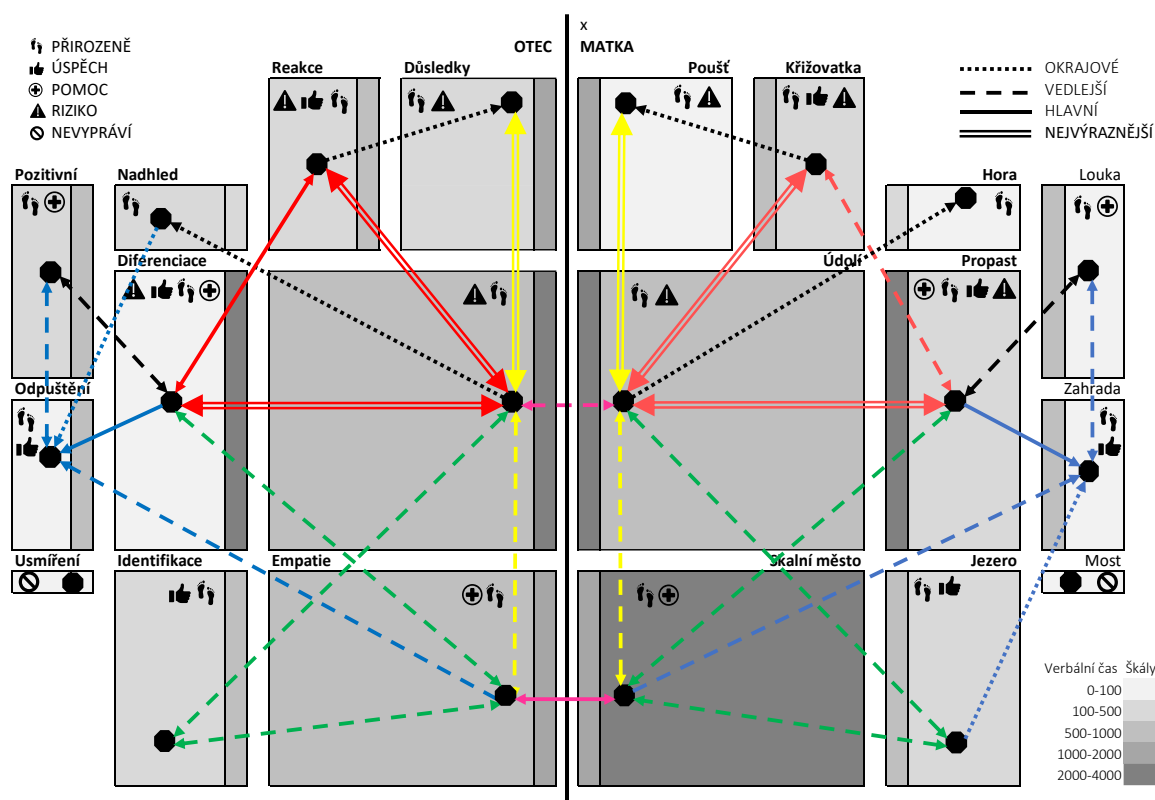 x
OTEC
MATKA
PŘIROZENĚ
ÚSPĚCH
POMOC
RIZIKO
NEVYPRÁVÍ
OKRAJOVÉ
VEDLEJŠÍ
HLAVNÍ
NEJVÝRAZNĚJŠÍ
Reakce
Důsledky
Poušť
Křižovatka
Pozitivní
Nadhled
Hora
Louka
Diferenciace
Údolí
Propast
Odpuštění
Zahrada
Usmíření
Identifikace
Empatie
Skalní město
Jezero
Most
Verbální čas Škály
0-100
100-500
500-1000
1000-2000
2000-4000